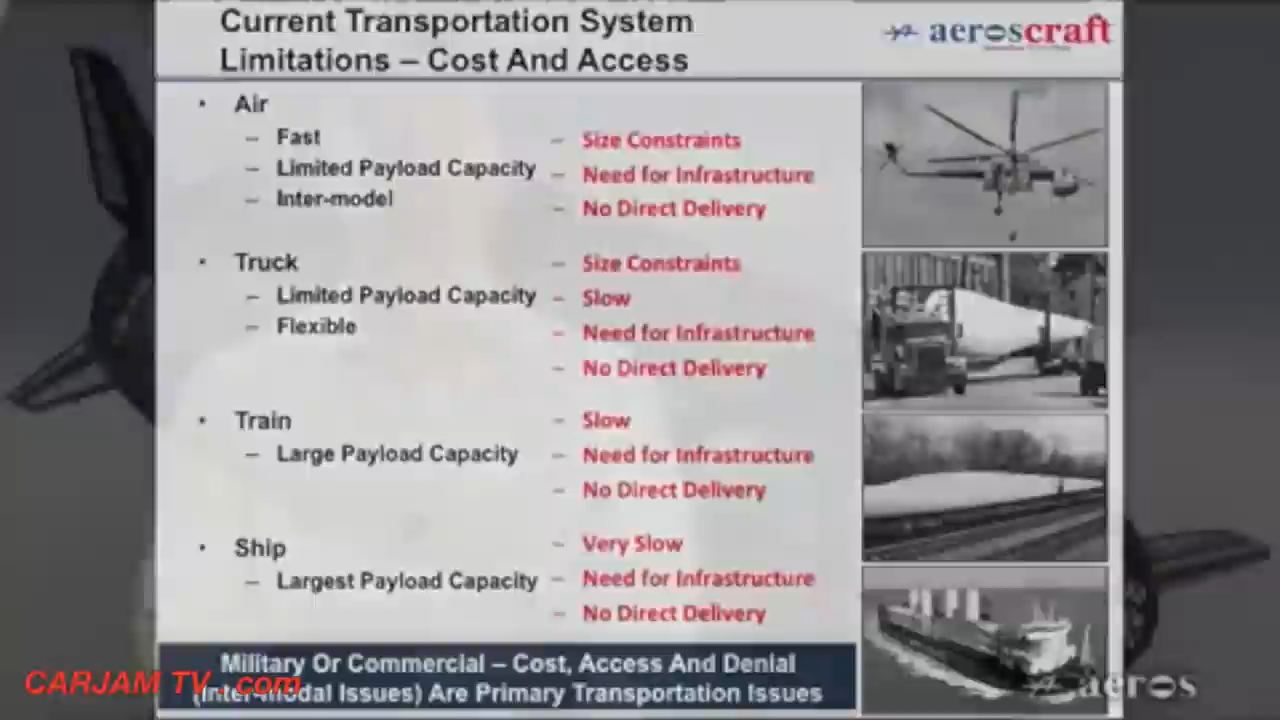 Current Transportation System
Limitations – Cost And Access
aeroscraft
• Air
– Fast
– Limited Payload Capacity
– Inter-model
– Size Constraints
– Need for Infrastructure
– No Direct Delivery
• Truck
– Limited Payload Capacity
– Flexible
– Size Constraints
– Slow
– Need for Infrastructure
– No Direct Delivery
• Train
– Large Payload Capacity
– Slow
– Need for Infrastructure
– No Direct Delivery
• Ship
– Largest Payload Capacity
– Very Slow
– Need for Infrastructure
– No Direct Delivery
Military Or Commercial – Cost, Access And Denial
(Inter-modal Issues) Are Primary Transportation Issues
CARJAM TV . com
aeros